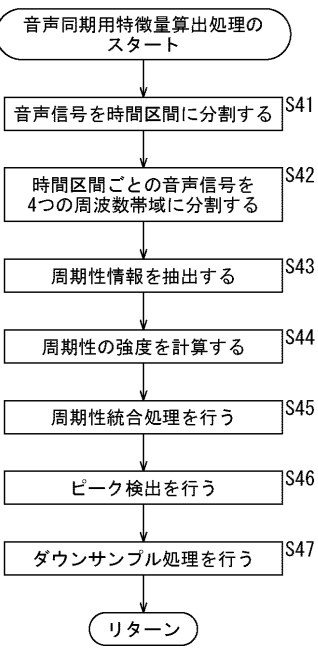 音声同期用特徴量算出処理の
スタート
音声信号を時間区間に分割する
S41
時間区間ごとの音声信号を
4つの周波数帯域に分割する
S42
周期性情報を抽出する
S43
周期性の強度を計算する
S44
周期性統合処理を行う
S45
ピーク検出を行う
S46
ダウンサンプル処理を行う
S47
リターン